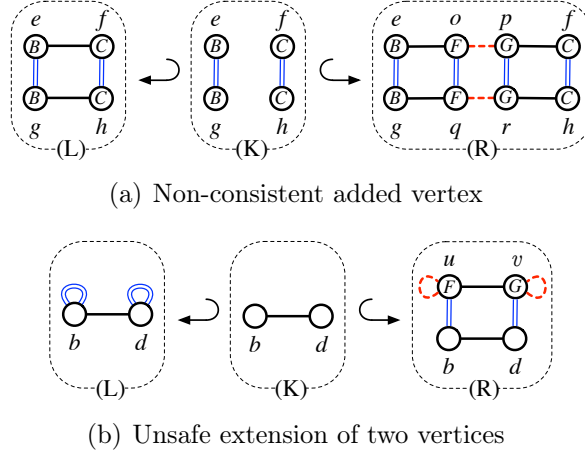 e f e f e o p f
B C B C B F G C
B C B C B F G C
g h g h g q r h
(L) (K) (R)
(a) Non-consistent added vertex
u v
F G
b d b d b d
(L) (K) (R)
(b) Unsafe extension of two vertices